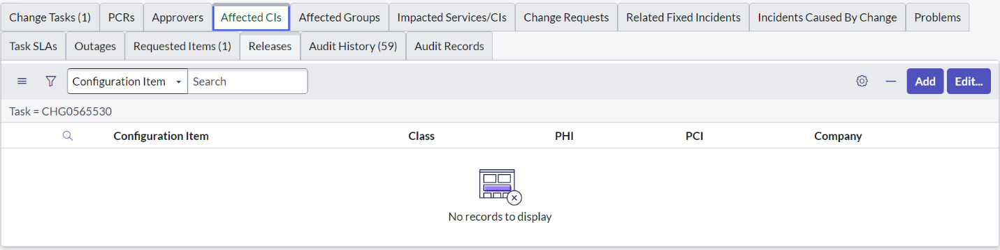 Change Tasks (1) PCRs Approvers Affected CIs Affected Groups Impacted Services/CIs Change Requests Related Fixed Incidents Incidents Caused By Change Problems
Task SLAs Outages Requested Items (1) Releases Audit History (59) Audit Records
Configuration Item Search Add Edit...
Task = CHG0565530
Configuration Item Class PHI PCI Company
No records to display